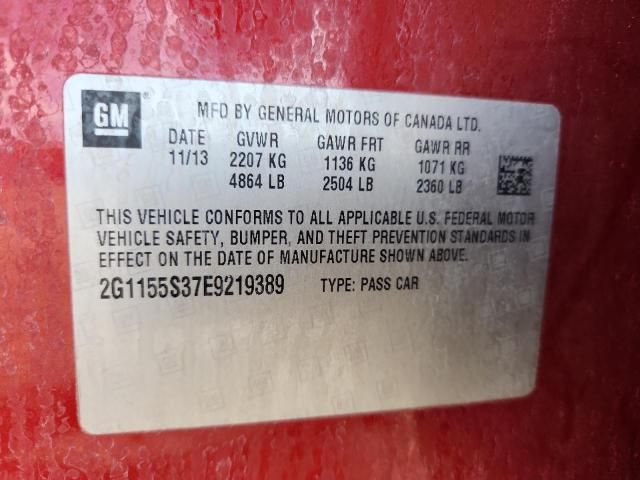 GM
MFD BY GENERAL MOTORS OF CANADA LTD.
DATE GVWR GAWR FRT GAWR RR
11/13 2207 KG 1136 KG 1071 KG
4864 LB 2504 LB 2360 LB
THIS VEHICLE CONFORMS TO ALL APPLICABLE U.S. FEDERAL MOTOR
VEHICLE SAFETY, BUMPER, AND THEFT PREVENTION STANDARDS IN
EFFECT ON THE DATE OF MANUFACTURE SHOWN ABOVE.
2G1155S37E9219389 TYPE: PASS CAR